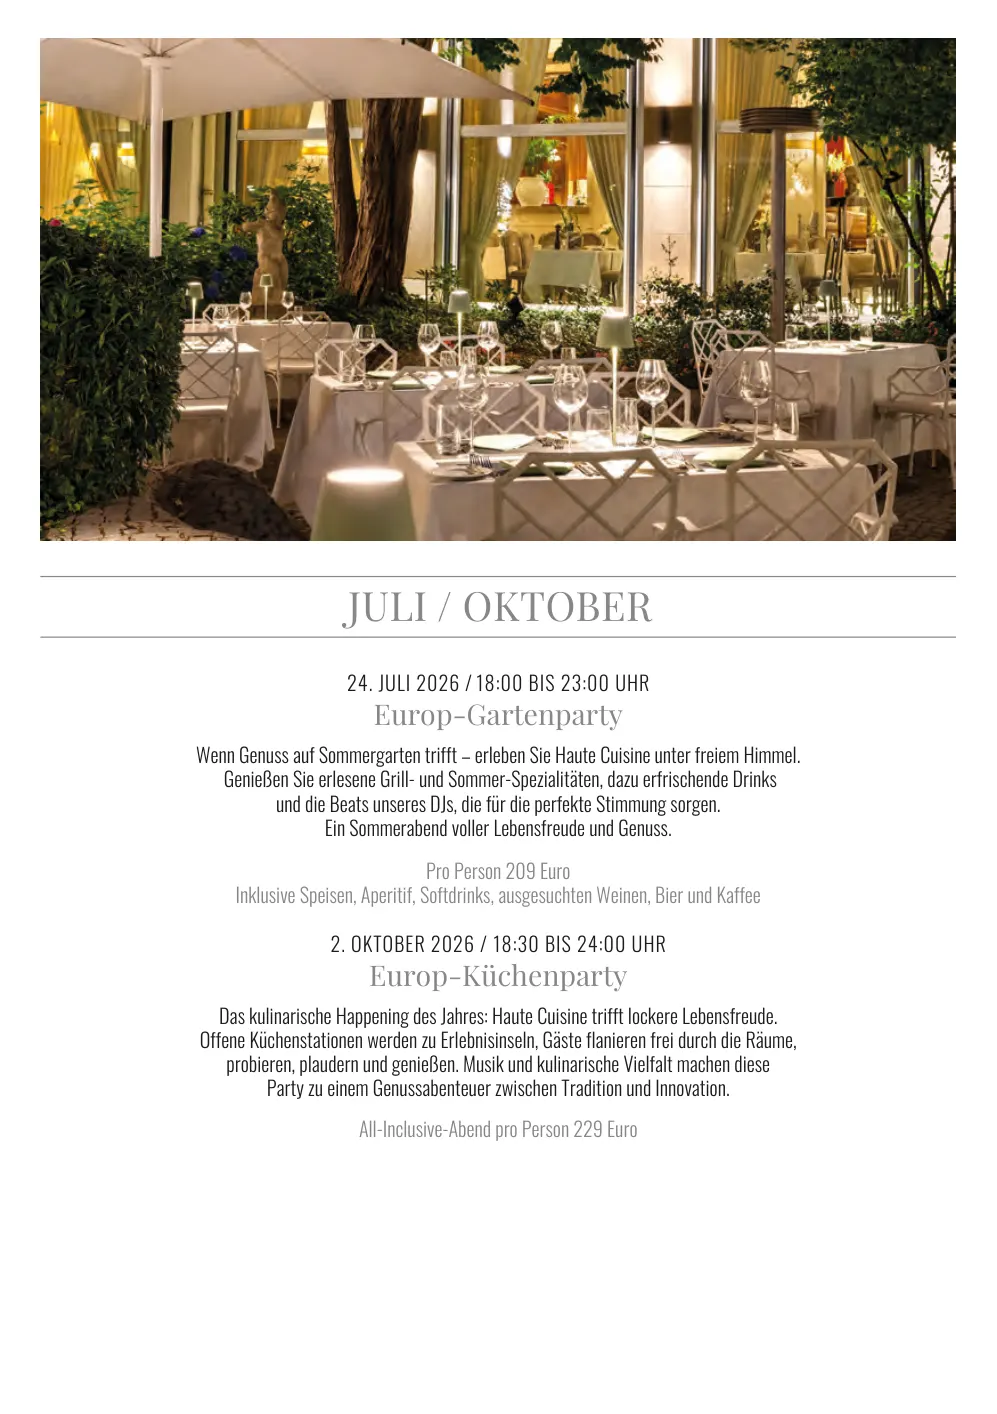 JULI / OKTOBER
24. JULI 2026 / 18:00 BIS 23:00 UHR
Europ-Gartenparty
Wenn Genuss auf Sommergarten trifft – erleben Sie Haute Cuisine unter freiem Himmel.
Genießen Sie erlesene Grill- und Sommer-Spezialitäten, dazu erfrischende Drinks
und die Beats unseres DJs, die für die perfekte Stimmung sorgen.
Ein Sommerabend voller Lebensfreude und Genuss.
Pro Person 209 Euro
Inklusive Speisen, Aperitif, Softdrinks, ausgesuchten Weinen, Bier und Kaffee
2. OKTOBER 2026 / 18:30 BIS 24:00 UHR
Europ-Küchenparty
Das kulinarische Happening des Jahres: Haute Cuisine trifft lockere Lebensfreude.
Offene Küchenstationen werden zu Erlebnisinseln, Gäste flanieren frei durch die Räume,
probieren, plaudern und genießen. Musik und kulinarische Vielfalt machen diese
Party zu einem Genussabenteuer zwischen Tradition und Innovation.
All-Inclusive-Abend pro Person 229 Euro